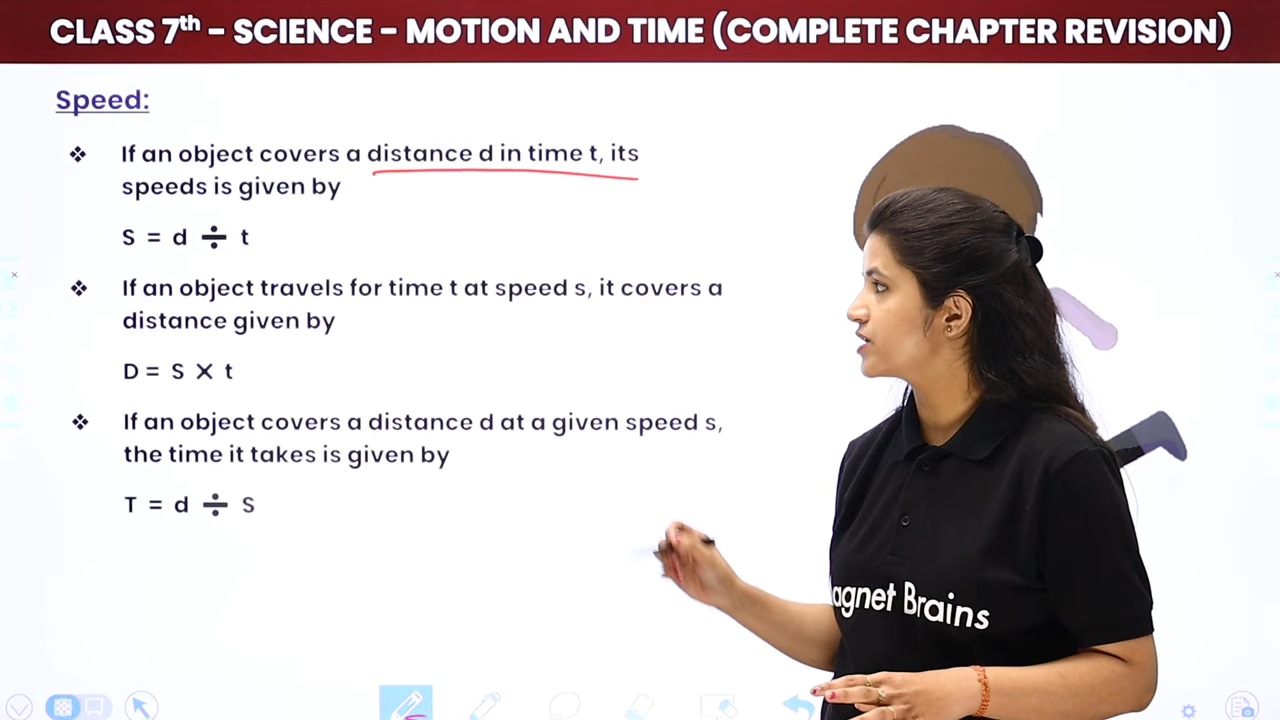 CLASS 7th – SCIENCE – MOTION AND TIME (COMPLETE CHAPTER REVISION)
Speed:
❖ If an object covers a distance d in time t, its
speeds is given by
S = d ÷ t
❖ If an object travels for time t at speed s, it covers a
distance given by
D = S × t
❖ If an object covers a distance d at a given speed s,
the time it takes is given by
T = d ÷ S
agnet Brains